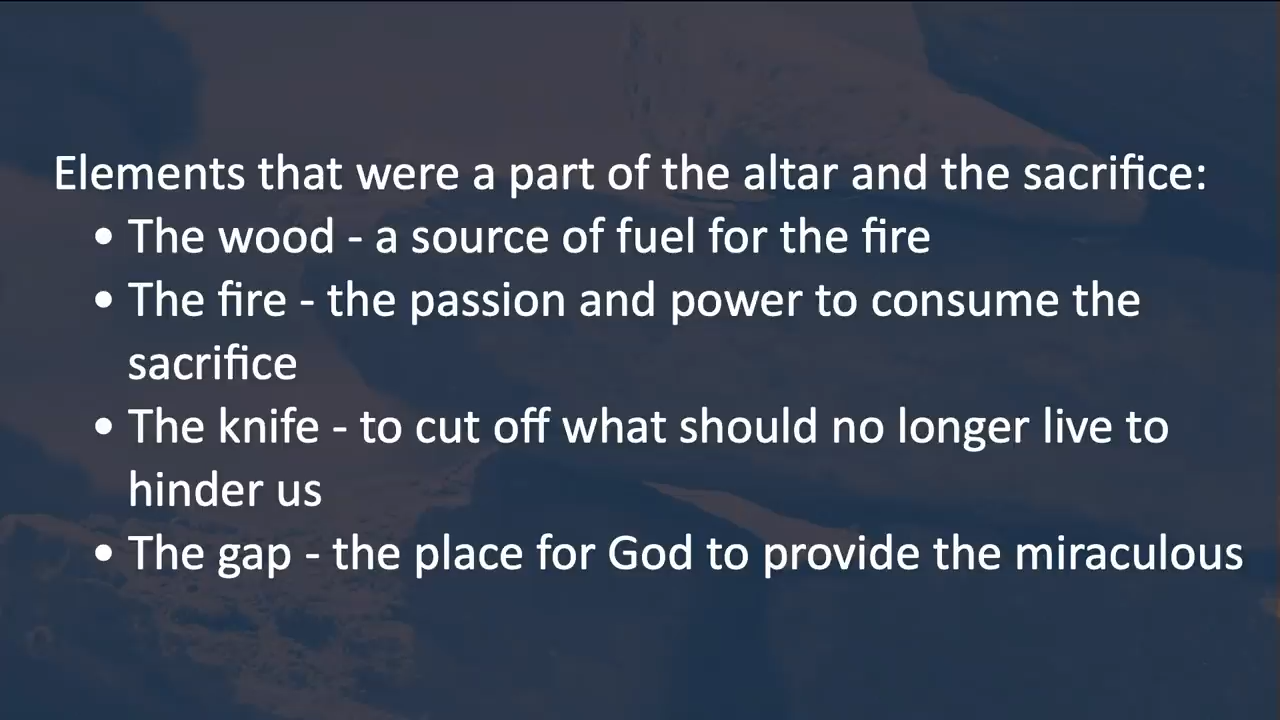 Elements that were a part of the altar and the sacrifice:
• The wood - a source of fuel for the fire
• The fire - the passion and power to consume the
sacrifice
• The knife - to cut off what should no longer live to
hinder us
• The gap - the place for God to provide the miraculous